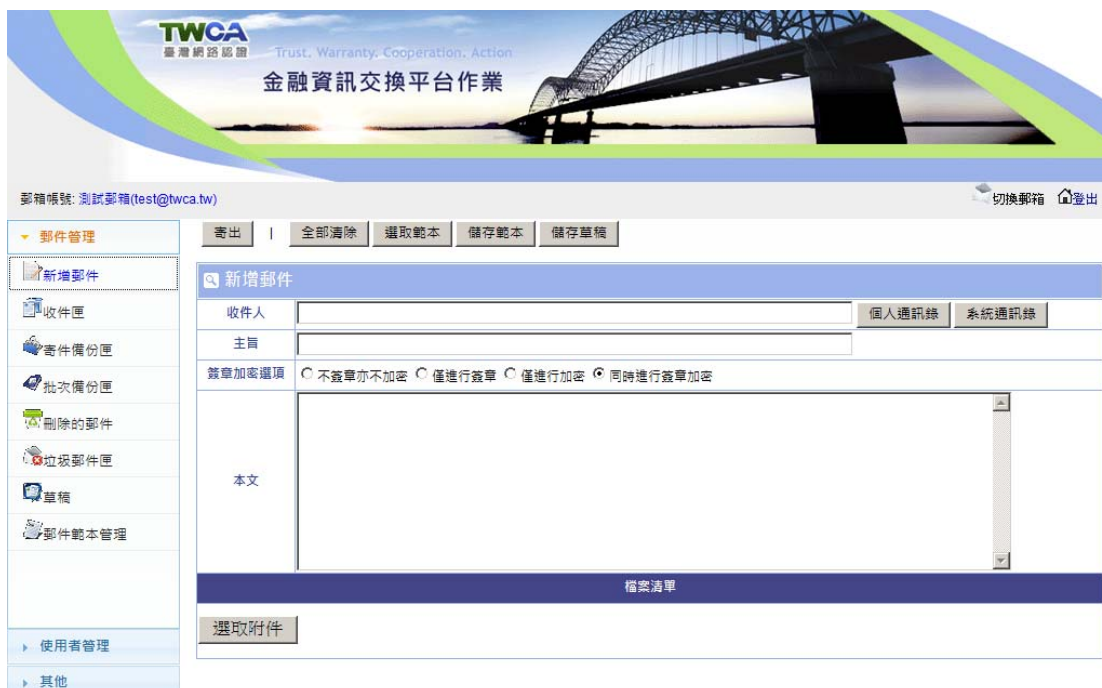 TWCA
臺灣網路認證
Trust. Warranty. Cooperation. Action
金融資訊交換平台作業
郵箱帳號: 測試郵箱(test@twca.tw)
切換郵箱 登出
郵件管理
新增郵件
收件匣
寄件備份匣
批次備份匣
刪除的郵件
垃圾郵件匣
草稿
郵件範本管理
使用者管理
其他
寄出 | 全部清除 選取範本 儲存範本 儲存草稿
新增郵件
收件人 個人通訊錄 系統通訊錄
主旨
簽章加密選項 不簽章亦不加密 僅進行簽章 僅進行加密 同時進行簽章加密
本文
檔案清單
選取附件